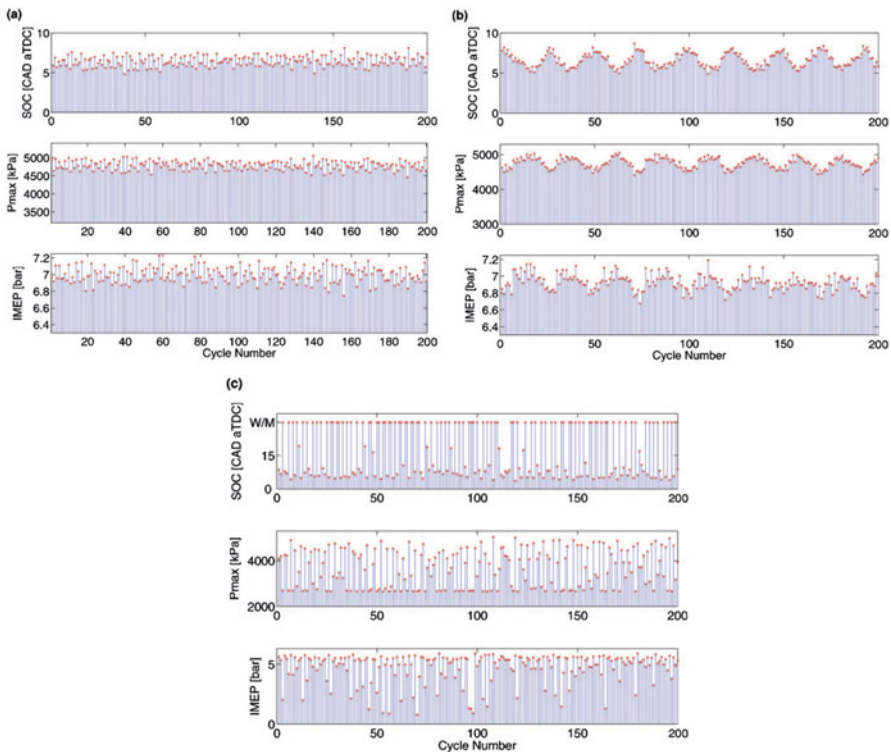 (a)
SOC [CAD aTDC]
10
5
0
0 50 100 150 200
Pmax [kPa]
5000
4500
4000
3500
20 40 60 80 100 120 140 160 180 200
IMEP [bar]
7.2
7
6.8
6.6
6.4
20 40 60 80 100 120 140 160 180 200
Cycle Number
(b)
SOC [CAD aTDC]
10
5
0
0 50 100 150 200
Pmax [kPa]
5000
4000
3000
0 50 100 150 200
IMEP [bar]
7.2
7
6.8
6.6
6.4
0 50 100 150 200
Cycle Number
(c)
SOC [CAD aTDC]
W/M
15
0
0 50 100 150 200
Pmax [kPa]
4000
2000
0 50 100 150 200
IMEP [bar]
5
0
0 50 100 150 200
Cycle Number